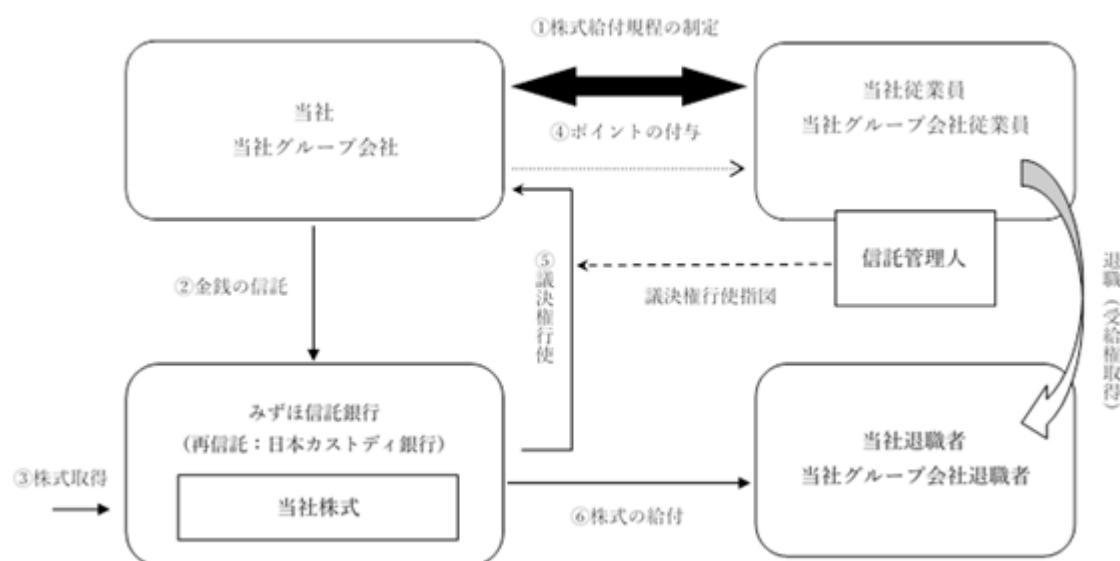 ①株式給付規程の制定
当社
当社グループ会社
当社従業員
当社グループ会社従業員
④ポイントの付与
信託管理人
②金銭の信託
⑤議決権行使
議決権行使指図
退職（受給権取得）
みずほ信託銀行
（再信託：日本カストディ銀行）
③株式取得
当社株式
⑥株式の給付
当社退職者
当社グループ会社退職者